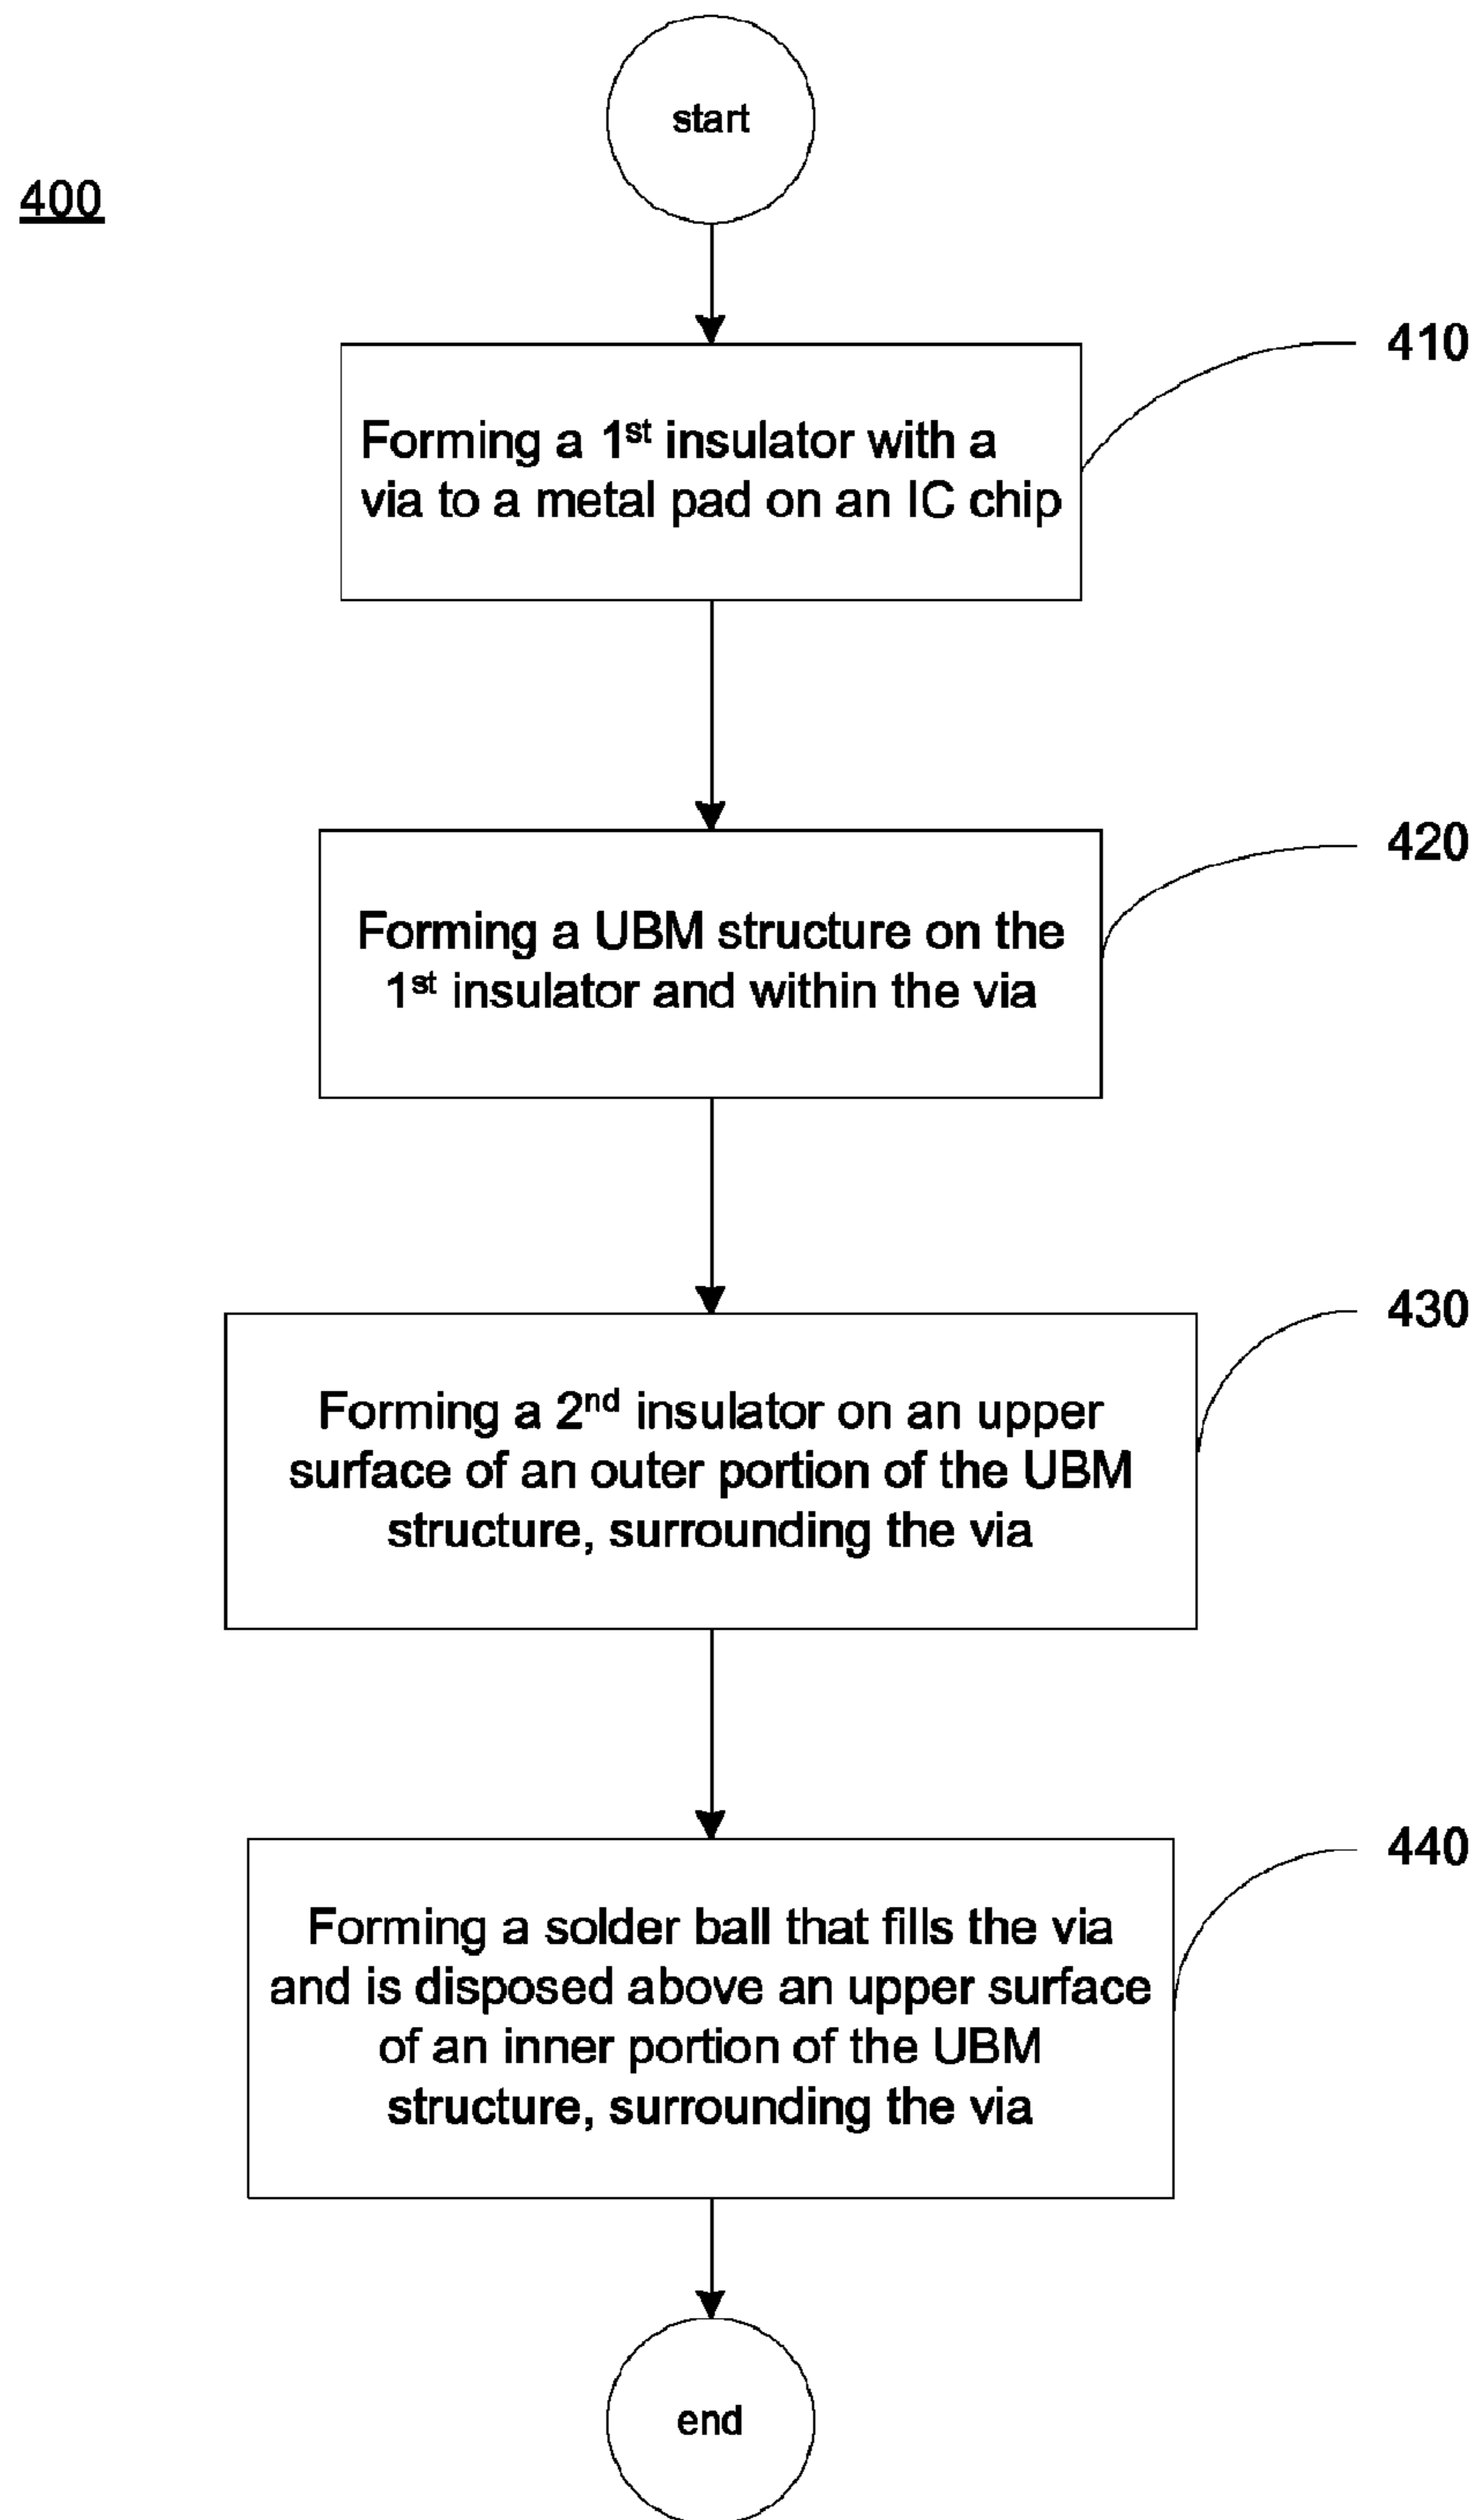 start
400
410
Forming a 1st insulator with a
via to a metal pad on an IC chip
420
Forming a UBM structure on the
1st insulator and within the via
430
Forming a 2nd insulator on an upper
surface of an outer portion of the UBM
structure, surrounding the via
440
Forming a solder ball that fills the via
and is disposed above an upper surface
of an inner portion of the UBM
structure, surrounding the via
end